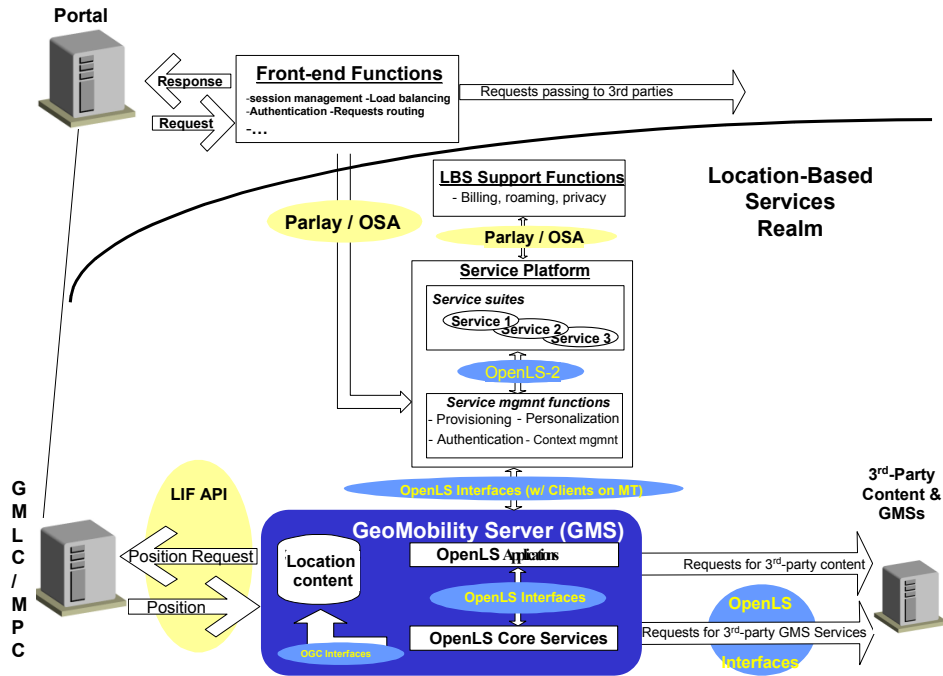 Portal
Front-end Functions
-session management -Load balancing
-Authentication -Requests routing
-...
Response
Request
Requests passing to 3rd parties
LBS Support Functions
- Billing, roaming, privacy
Location-Based
Services
Realm
Parlay / OSA
Parlay / OSA
Service Platform
Service suites
Service 1
Service 2
Service 3
OpenLS-2
Service mgmnt functions
- Provisioning - Personalization
- Authentication - Context mgmnt
OpenLS Interfaces (w/ Clients on MT)
GMLC/MPC
LIF API
Position Request
Position
GeoMobility Server (GMS)
Location
content
OpenLS Applications
OpenLS Interfaces
OGC Interfaces
OpenLS Core Services
3rd-Party
Content &
GMSs
Requests for 3rd-party content
OpenLS
Requests for 3rd-party GMS Services
Interfaces